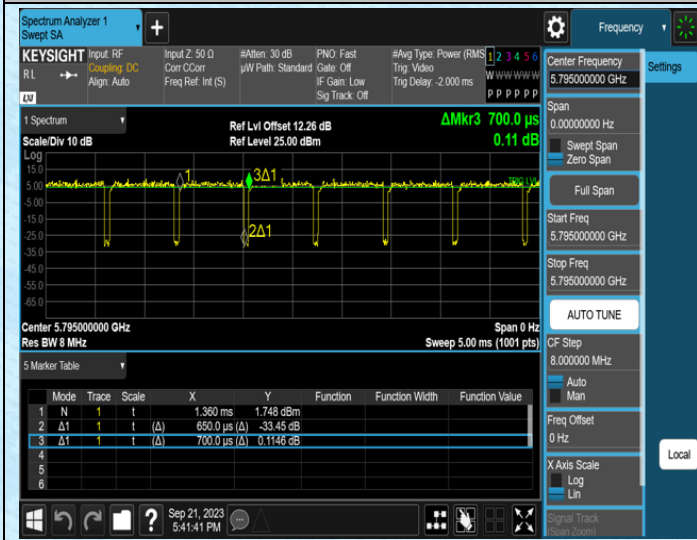 Spectrum Analyzer 1
Swept SA
Frequency
KEYSIGHT
RL
LXI
Input: RF
Coupling: DC
Align: Auto
Input Z: 50 Ω
Corr CCorr
Freq Ref: Int (S)
#Atten: 30 dB
µW Path: Standard
PNO: Fast
Gate: Off
IF Gain: Low
Sig Track: Off
#Avg Type: Power (RMS
Trig: Video
Trig Delay: -2.000 ms
1 2 3 4 5 6
W W W W W W
P P P P P P
Center Frequency
5.795000000 GHz
Settings
1 Spectrum
Scale/Div 10 dB
Ref Lvl Offset 12.26 dB
Ref Level 25.00 dBm
ΔMkr3 700.0 µs
0.11 dB
Log
15.0
5.00
-5.00
-15.0
-25.0
-35.0
-45.0
-55.0
-65.0
1
3Δ1
TRIG LVL
2Δ1
Center 5.795000000 GHz
Res BW 8 MHz
Span 0 Hz
Sweep 5.00 ms (1001 pts)
Span
0.00000000 Hz
Swept Span
Zero Span
Full Span
Start Freq
5.795000000 GHz
Stop Freq
5.795000000 GHz
AUTO TUNE
CF Step
8.000000 MHz
Auto
Man
Freq Offset
0 Hz
X Axis Scale
Log
Lin
Signal Track
(Span Zoom)
Local
5 Marker Table
Mode Trace Scale X Y Function Function Width Function Value
1 N 1 t 1.360 ms 1.748 dBm
2 Δ1 1 t (Δ) 650.0 µs (Δ) -33.45 dB
3 Δ1 1 t (Δ) 700.0 µs (Δ) 0.1146 dB
4
5
6
Sep 21, 2023
5:41:41 PM